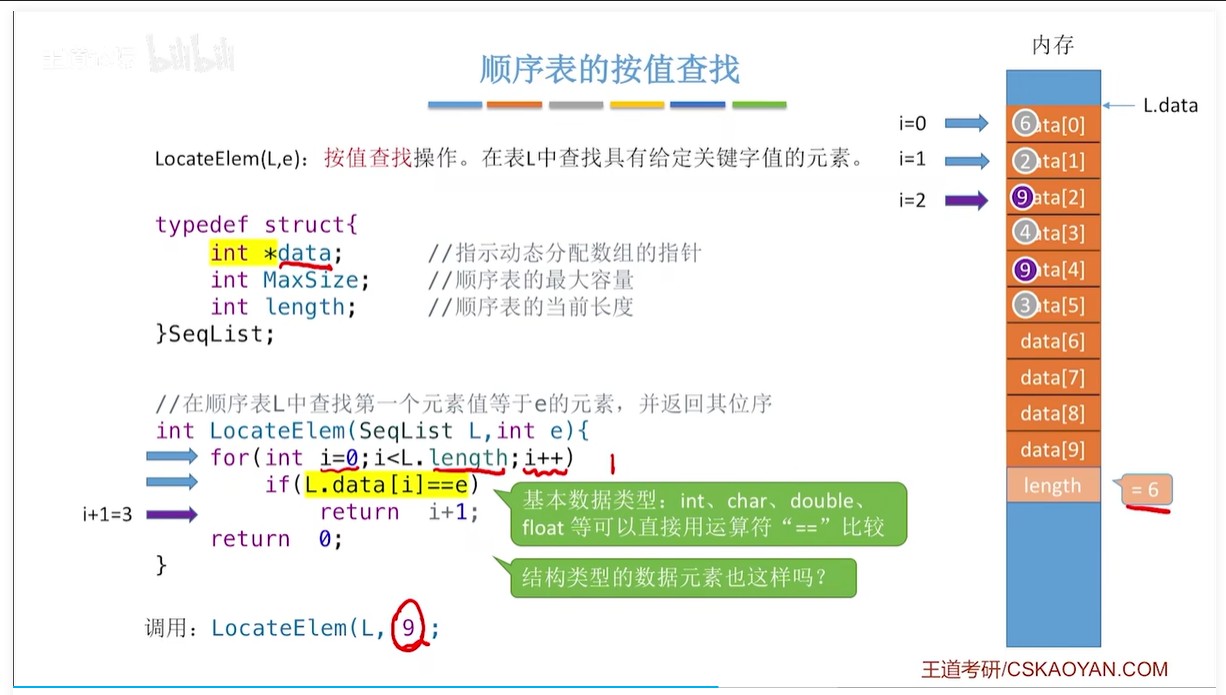 bilibili
内存
顺序表的按值查找
L.data
i=0
6 ata[0]
LocateElem(L,e)：按值查找操作。在表L中查找具有给定关键字值的元素。
i=1
2 ata[1]
i=2
9 ata[2]
typedef struct{
4 ata[3]
int *data; //指示动态分配数组的指针
9 ata[4]
int MaxSize; //顺序表的最大容量
3 ata[5]
int length; //顺序表的当前长度
}SeqList;
data[6]
data[7]
//在顺序表L中查找第一个元素值等于e的元素，并返回其位序
data[8]
int LocateElem(SeqList L,int e){
data[9]
for(int i=0;i<L.length;i++)
if(L.data[i]==e)
length
= 6
基本数据类型：int、char、double、
float 等可以直接用运算符“==”比较
i+1=3
return i+1;
return 0;
}
结构类型的数据元素也这样吗？
调用：LocateElem(L, 9);
王道考研/CSKAOYAN.COM